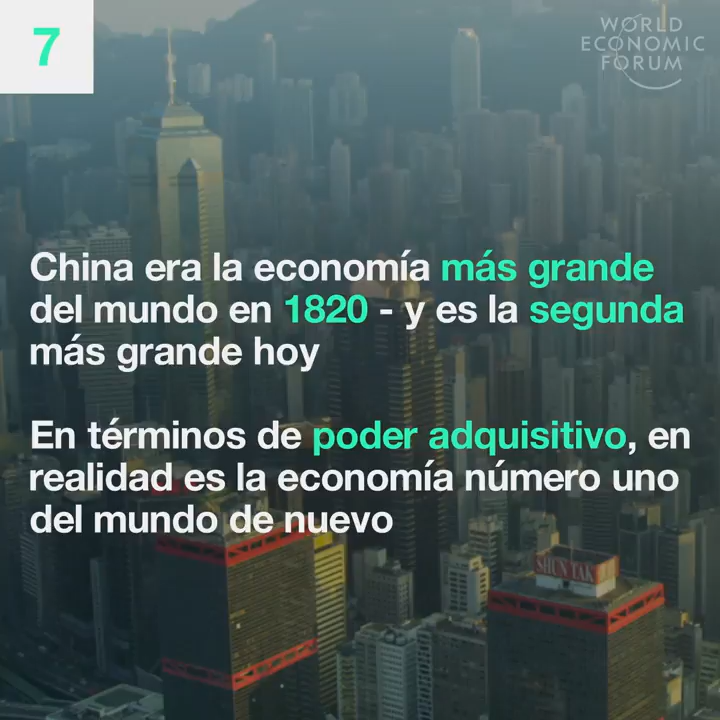 7
WORLD
ECONOMIC
FORUM
China era la economía más grande
del mundo en 1820 - y es la segunda
más grande hoy
En términos de poder adquisitivo, en
realidad es la economía número uno
del mundo de nuevo
SHUN TAK